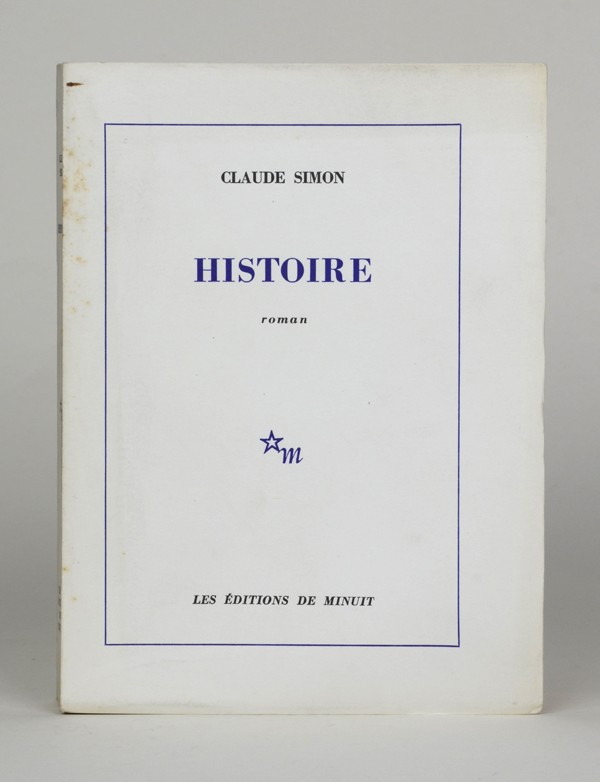 CLAUDE SIMON
HISTOIRE
roman
m
LES ÉDITIONS DE MINUIT